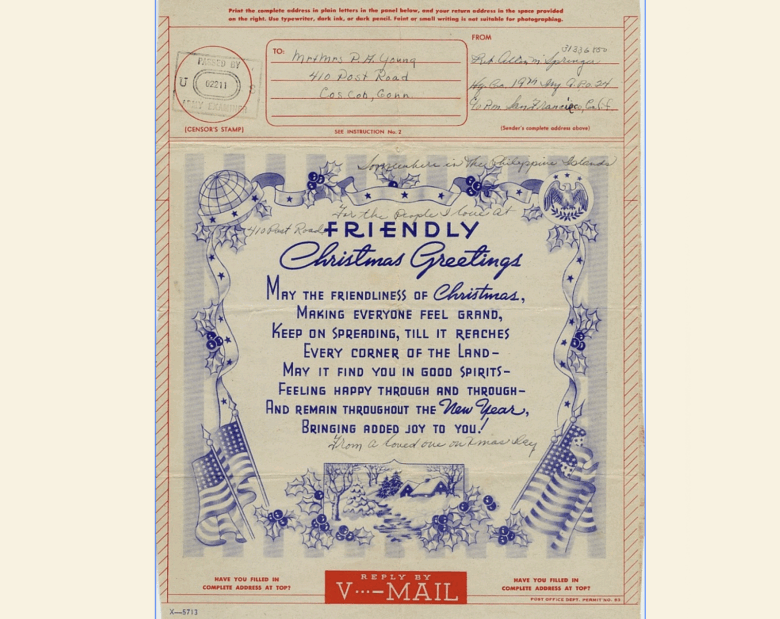 Print the complete address in plain letters in the panel below, and your return address in the space provided
on the right. Use typewriter, dark ink, or dark pencil. Faint or small writing is not suitable for photographing.
FROM
TO:
Mr + Mrs P. H. Young
410 Post Road
Cos Cob, Conn.
31336550
Springer
Hq. Co. 19th Inf A.P.O. 24
c/o P.M. San Francisco, Calif.
PASSED BY
U S
02211
ARMY EXAMINER
(CENSOR'S STAMP)
SEE INSTRUCTION No. 2
(Sender's complete address above)
Somewhere in the Philippine Islands
For the People I love at
410 Post Road
FRIENDLY
Christmas Greetings
MAY THE FRIENDLINESS OF Christmas,
MAKING EVERYONE FEEL GRAND,
KEEP ON SPREADING, TILL IT REACHES
EVERY CORNER OF THE LAND–
MAY IT FIND YOU IN GOOD SPIRITS–
FEELING HAPPY THROUGH AND THROUGH–
AND REMAIN THROUGHOUT THE New Year,
BRINGING ADDED JOY TO YOU!
From a loved one on Xmas Day
HAVE YOU FILLED IN
COMPLETE ADDRESS AT TOP?
REPLY BY
V···—MAIL
HAVE YOU FILLED IN
COMPLETE ADDRESS AT TOP?
POST OFFICE DEPT. PERMIT NO. 
X—5713